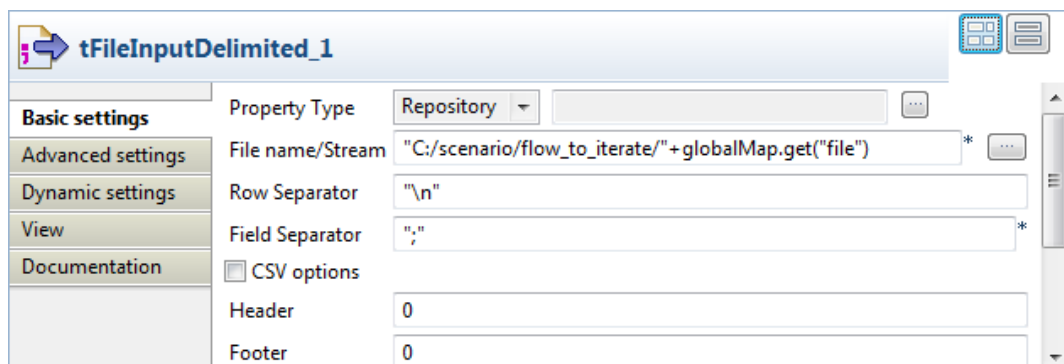 tFileInputDelimited_1
Basic settings
Advanced settings
Dynamic settings
View
Documentation
Property Type Repository ...
File name/Stream "C:/scenario/flow_to_iterate/"+globalMap.get("file") * ...
Row Separator "\n"
Field Separator ";" *
CSV options
Header 0
Footer 0